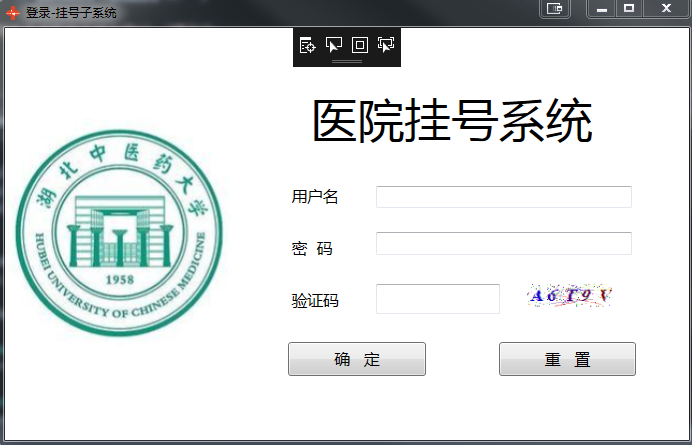 登录-挂号子系统
医院挂号系统
湖北中医药大学
1958
HUBEI UNIVERSITY OF CHINESE MEDICINE
用户名
密 码
验证码
A6T9V
确 定
重 置